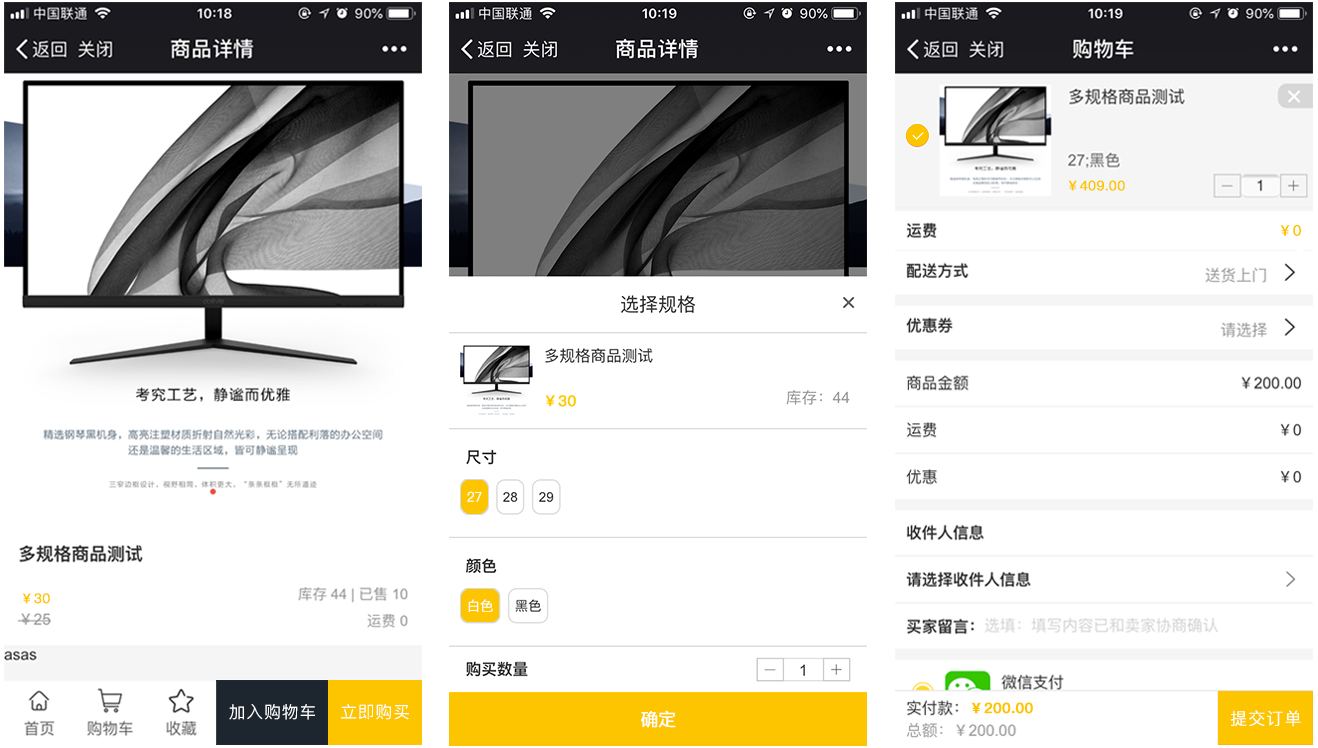 中国联通
10:18
90%
返回 关闭
商品详情
考究工艺，静谧而优雅
精选钢琴黑机身，高亮注塑材质折射自然光彩，无论搭配利落的办公空间
还是温馨的生活区域，皆可静谧呈现
三窄边框设计，视野相同，体积更大，“条条框框”无所遁迹
多规格商品测试
¥30
库存 44 | 已售 10
¥25
运费 0
asas
首页
购物车
收藏
加入购物车
立即购买
中国联通
10:19
90%
返回 关闭
商品详情
选择规格
多规格商品测试
¥30
库存：44
尺寸
27
28
29
颜色
白色
黑色
购买数量
1
确定
中国联通
10:19
90%
返回 关闭
购物车
多规格商品测试
27;黑色
¥409.00
1
运费
¥0
配送方式
送货上门
优惠券
请选择
商品金额
¥200.00
运费
¥0
优惠
¥0
收件人信息
请选择收件人信息
买家留言：
选填：填写内容已和卖家协商确认
微信支付
实付款：
¥200.00
总额：
¥200.00
提交订单